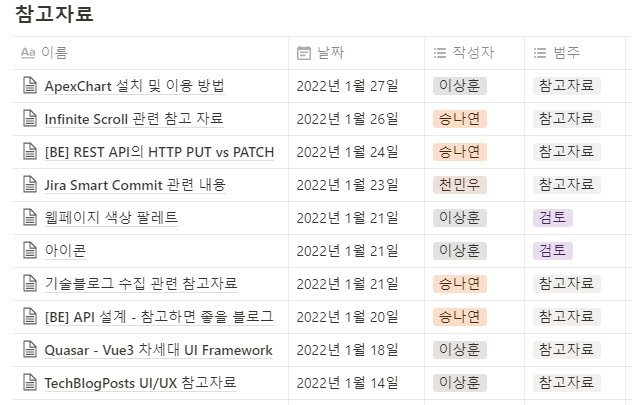 참고자료
Aa 이름 날짜 작성자 범주
ApexChart 설치 및 이용 방법 2022년 1월 27일 이상훈 참고자료
Infinite Scroll 관련 참고 자료 2022년 1월 26일 승나연 참고자료
[BE] REST API의 HTTP PUT vs PATCH 2022년 1월 24일 승나연 참고자료
Jira Smart Commit 관련 내용 2022년 1월 23일 천민우 참고자료
웹페이지 색상 팔레트 2022년 1월 21일 이상훈 검토
아이콘 2022년 1월 21일 이상훈 검토
기술블로그 수집 관련 참고자료 2022년 1월 21일 승나연 참고자료
[BE] API 설계 - 참고하면 좋을 블로그 2022년 1월 20일 승나연 참고자료
Quasar - Vue3 차세대 UI Framework 2022년 1월 18일 이상훈 참고자료
TechBlogPosts UI/UX 참고자료 2022년 1월 14일 이상훈 참고자료